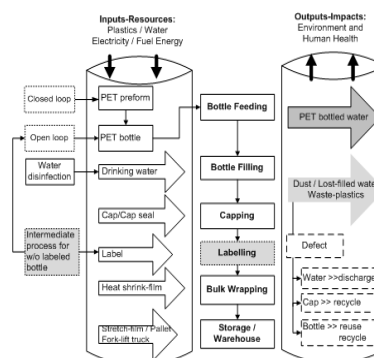 Inputs-Resources:
Plastics / Water
Electricity / Fuel Energy
Outputs-Impacts:
Environment and
Human Health
Closed loop
PET preform
Bottle Feeding
PET bottled water
Open loop
PET bottle
Water
disinfection
Drinking water
Bottle Filling
Dust / Lost-filled water
Waste-plastics
Cap/Cap seal
Capping
Intermediate
process for
w/o labeled
bottle
Label
Labelling
Defect
Heat shrink-film
Bulk Wrapping
Water >>discharge
Cap >> recycle
Stretch-film / Pallet
Fork-lift truck
Storage /
Warehouse
Bottle >> reuse
recycle